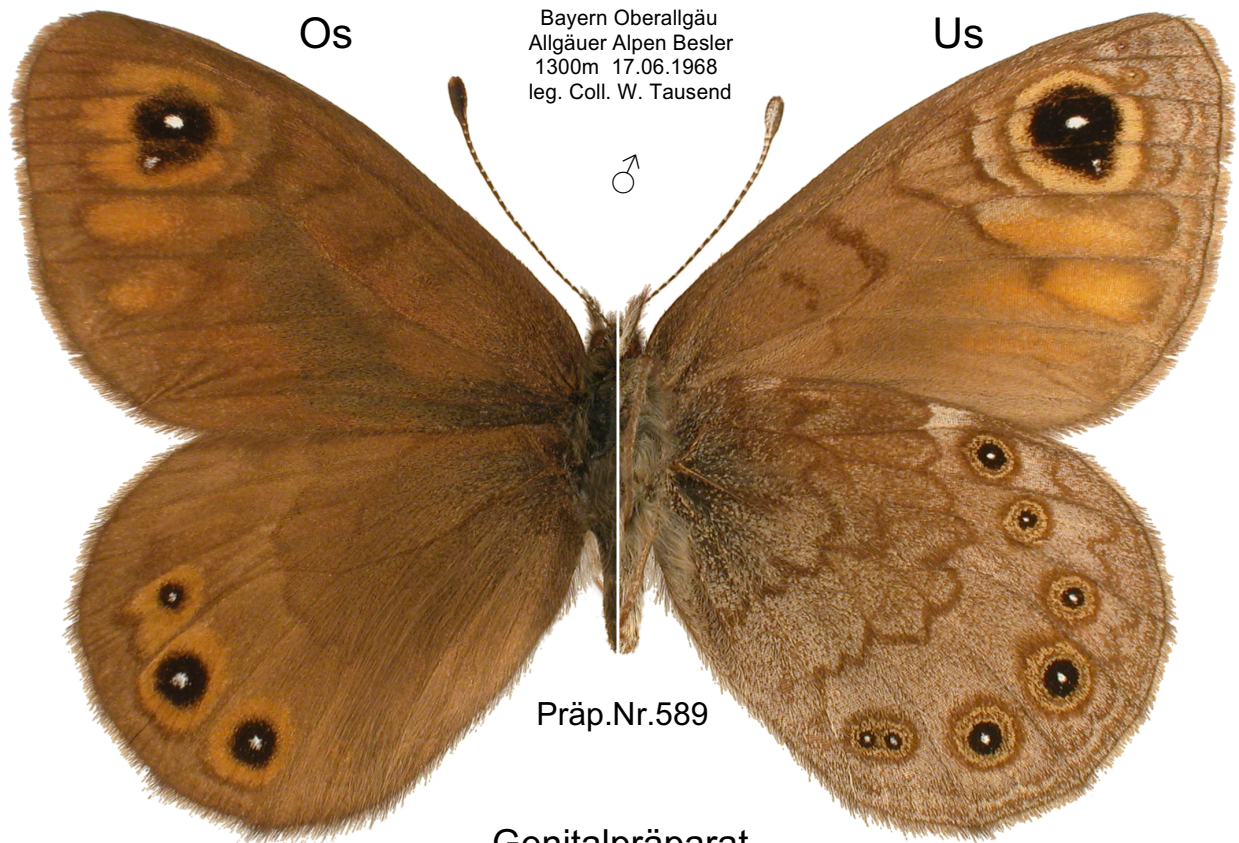 Os
Bayern Oberallgäu
Allgäuer Alpen Besler
1300m 17.06.1968
leg. Coll. W. Tausend
Us
♂
Präp.Nr.589
Genitalpräparat